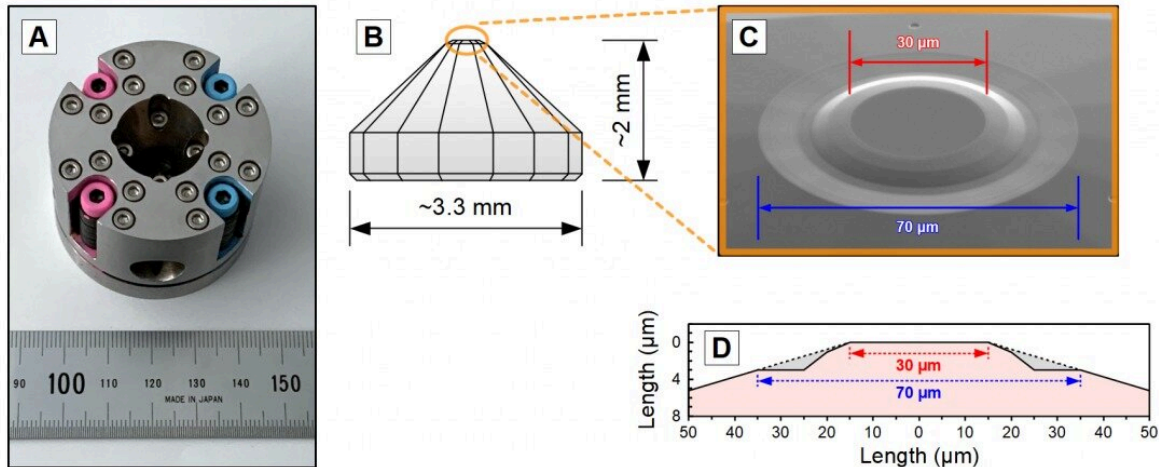 A
90 100 110 120 130 140 150
MADE IN JAPAN
B
~2 mm
~3.3 mm
C
30 µm
70 µm
D
Length (µm)
0
4
8
30 µm
70 µm
50 40 30 20 10 0 10 20 30 40 50
Length (µm)